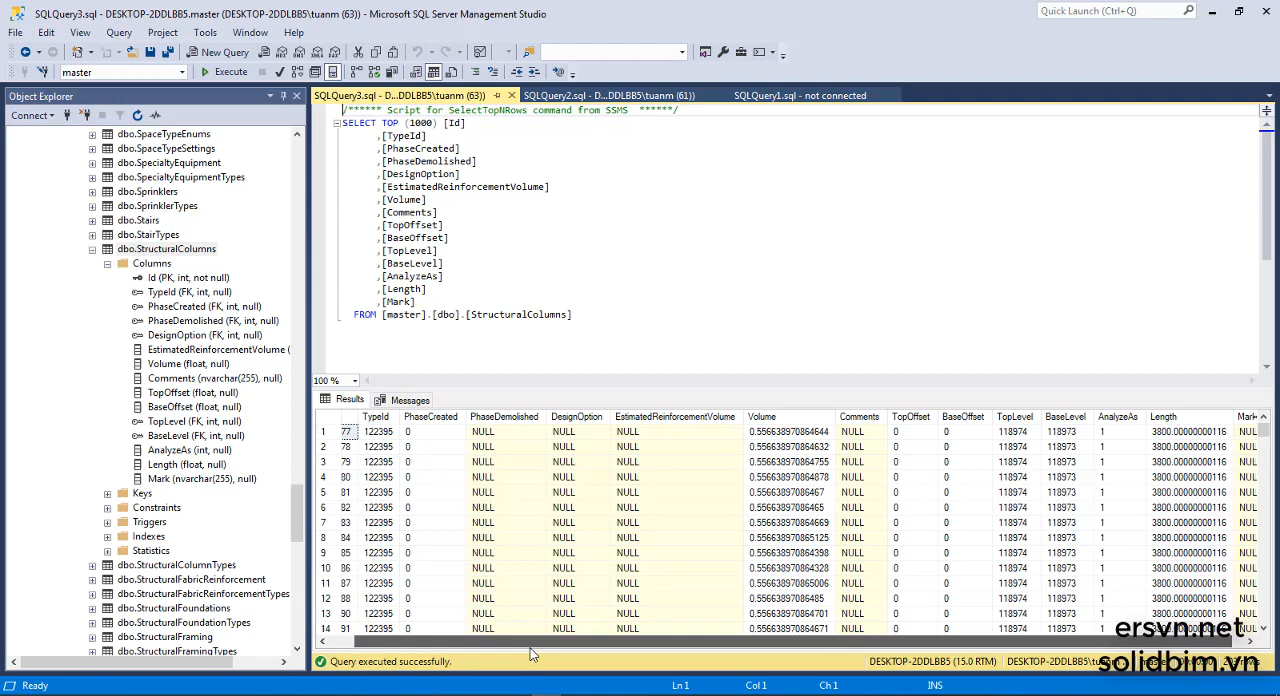 SQLQuery3.sql - DESKTOP-2DDLBB5.master (DESKTOP-2DDLBB5\tuanm (63)) - Microsoft SQL Server Management Studio
Quick Launch (Ctrl+Q)
File Edit View Query Project Tools Window Help
New Query
master Execute
Object Explorer
SQLQuery3.sql - D...DDLBB5\tuanm (63)) SQLQuery2.sql - D...DDLBB5\tuanm (61)) SQLQuery1.sql - not connected
Connect
dbo.SpaceTypeEnums
dbo.SpaceTypeSettings
dbo.SpecialtyEquipment
dbo.SpecialtyEquipmentTypes
dbo.Sprinklers
dbo.SprinklerTypes
dbo.Stairs
dbo.StairTypes
dbo.StructuralColumns
Columns
Id (PK, int, not null)
TypeId (FK, int, null)
PhaseCreated (FK, int, null)
PhaseDemolished (FK, int, null)
DesignOption (FK, int, null)
EstimatedReinforcementVolume (
Volume (float, null)
Comments (nvarchar(255), null)
TopOffset (float, null)
BaseOffset (float, null)
TopLevel (FK, int, null)
BaseLevel (FK, int, null)
AnalyzeAs (int, null)
Length (float, null)
Mark (nvarchar(255), null)
Keys
Constraints
Triggers
Indexes
Statistics
dbo.StructuralColumnTypes
dbo.StructuralFabricReinforcement
dbo.StructuralFabricReinforcementTypes
dbo.StructuralFoundations
dbo.StructuralFoundationTypes
dbo.StructuralFraming
dbo.StructuralFramingTypes
/****** Script for SelectTopNRows command from SSMS ******/
SELECT TOP (1000) [Id]
,[TypeId]
,[PhaseCreated]
,[PhaseDemolished]
,[DesignOption]
,[EstimatedReinforcementVolume]
,[Volume]
,[Comments]
,[TopOffset]
,[BaseOffset]
,[TopLevel]
,[BaseLevel]
,[AnalyzeAs]
,[Length]
,[Mark]
FROM [master].[dbo].[StructuralColumns]
100 %
Results Messages
TypeId PhaseCreated PhaseDemolished DesignOption EstimatedReinforcementVolume Volume Comments TopOffset BaseOffset TopLevel BaseLevel AnalyzeAs Length Mark
1 77 122395 0 NULL NULL NULL 0.556638970864644 NULL 0 0 118974 118973 1 3800.00000000116 NUL
2 78 122395 0 NULL NULL NULL 0.556638970864632 NULL 0 0 118974 118973 1 3800.00000000116 NUL
3 79 122395 0 NULL NULL NULL 0.556638970864755 NULL 0 0 118974 118973 1 3800.00000000116 NUL
4 80 122395 0 NULL NULL NULL 0.556638970864878 NULL 0 0 118974 118973 1 3800.00000000116 NUL
5 81 122395 0 NULL NULL NULL 0.55663897086467 NULL 0 0 118974 118973 1 3800.00000000116 NUL
6 82 122395 0 NULL NULL NULL 0.55663897086465 NULL 0 0 118974 118973 1 3800.00000000116 NUL
7 83 122395 0 NULL NULL NULL 0.556638970864669 NULL 0 0 118974 118973 1 3800.00000000116 NUL
8 84 122395 0 NULL NULL NULL 0.556638970865125 NULL 0 0 118974 118973 1 3800.00000000116 NUL
9 85 122395 0 NULL NULL NULL 0.556638970864398 NULL 0 0 118974 118973 1 3800.00000000116 NUL
10 86 122395 0 NULL NULL NULL 0.556638970864328 NULL 0 0 118974 118973 1 3800.00000000116 NUL
11 87 122395 0 NULL NULL NULL 0.556638970865006 NULL 0 0 118974 118973 1 3800.00000000116 NUL
12 88 122395 0 NULL NULL NULL 0.55663897086485 NULL 0 0 118974 118973 1 3800.00000000116 NUL
13 90 122395 0 NULL NULL NULL 0.556638970864701 NULL 0 0 118974 118973 1 3800.00000000116 NUL
14 91 122395 0 NULL NULL NULL 0.556638970864671 NULL 0 0 118974 118973 1 3800.00000000116 NUL
ersvn.net
solidbim.vn
Query executed successfully. DESKTOP-2DDLBB5 (15.0 RTM) DESKTOP-2DDLBB5\tuanm
Ready Ln 1 Col 1 Ch 1 INS